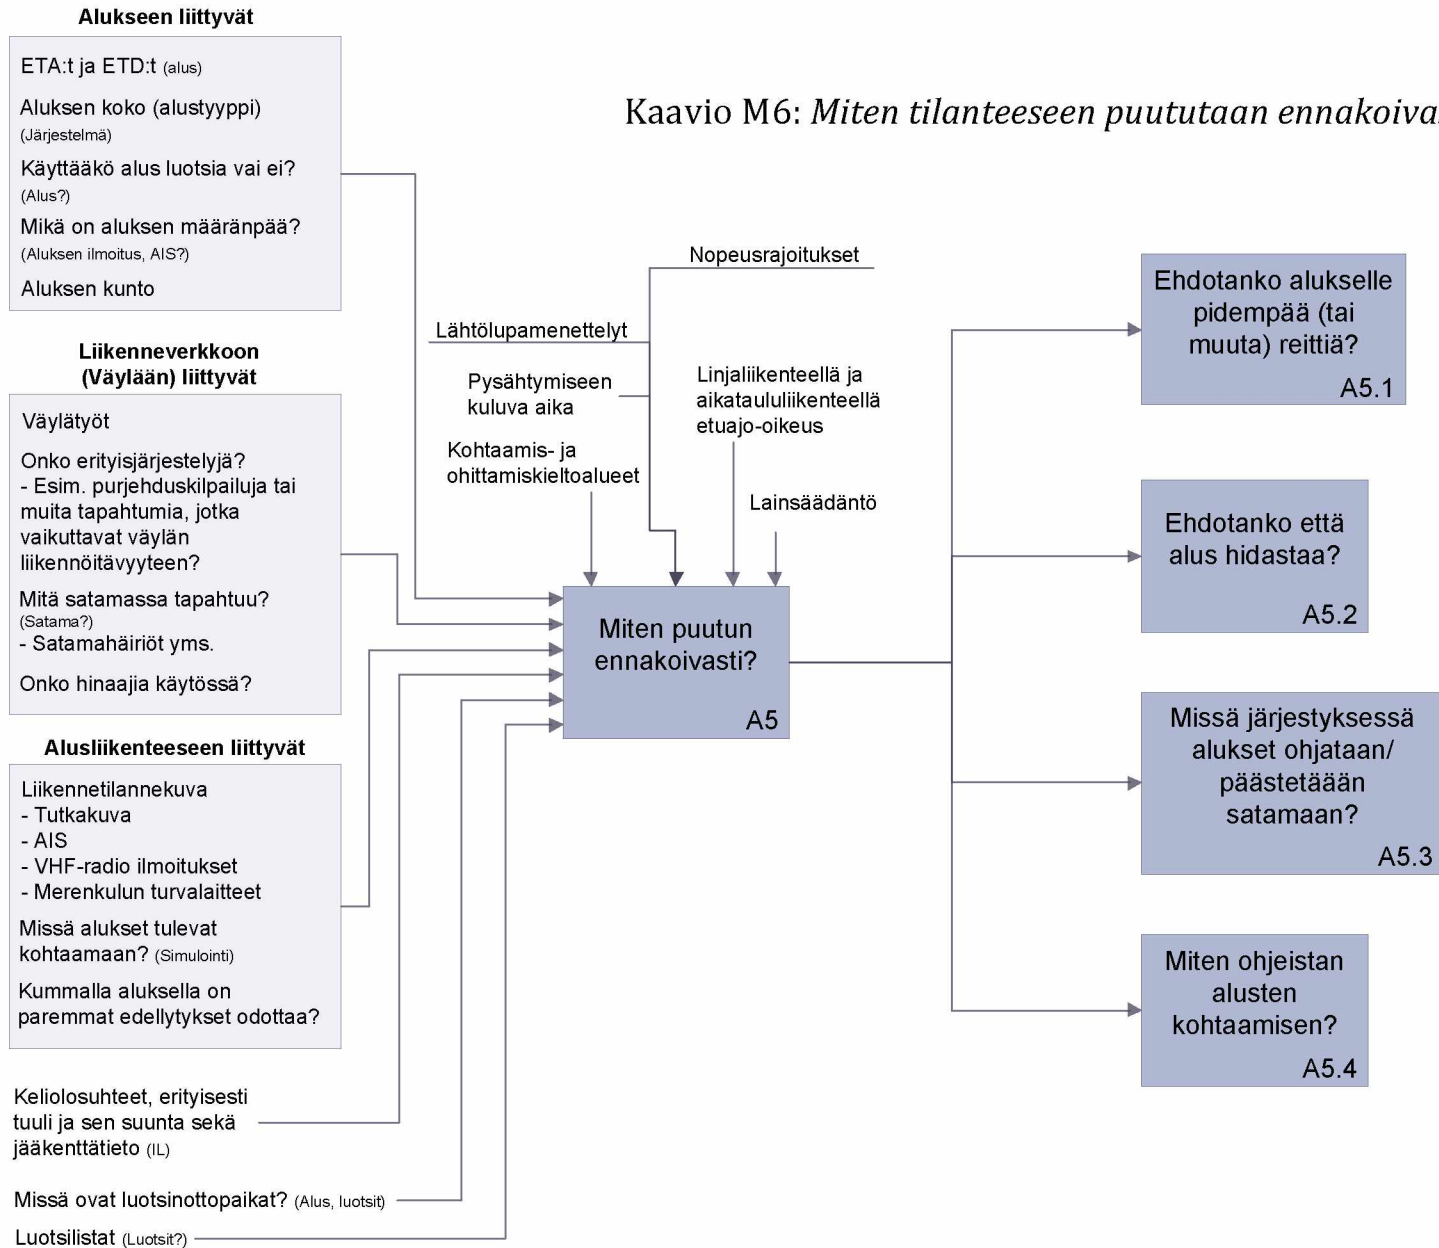 Alukseen liittyvät
ETA:t ja ETD:t (alus)
Aluksen koko (alustyyppi)
(Järjestelmä)
Käyttääkö alus luotsia vai ei?
(Alus?)
Mikä on aluksen määränpää?
(Aluksen ilmoitus, AIS?)
Aluksen kunto
Liikenneverkkoon
(Väylään) liittyvät
Väylätyöt
Onko erityisjärjestelyjä?
- Esim. purjehduskilpailuja tai
muita tapahtumia, jotka
vaikuttavat väylän
liikennöitävyyteen?
Mitä satamassa tapahtuu?
(Satama?)
- Satamahäiriöt yms.
Onko hinaajia käytössä?
Alusliikenteeseen liittyvät
Liikennetilannekuva
- Tutkakuva
- AIS
- VHF-radio ilmoitukset
- Merenkulun turvalaitteet
Missä alukset tulevat
kohtaamaan? (Simulointi)
Kummalla aluksella on
paremmat edellytykset odottaa?
Keliolosuhteet, erityisesti
tuuli ja sen suunta sekä
jääkenttätieto (IL)
Missä ovat luotsinottopaikat? (Alus, luotsit)
Luotsilistat (Luotsit?)
Kaavio M6: Miten tilanteeseen puututaan ennakoiva
Nopeusrajoitukset
Lähtölupamenettelyt
Pysähtymiseen
kuluva aika
Linjaliikenteellä ja
aikataululiikenteellä
etuajo-oikeus
Kohtaamis- ja
ohittamiskieltoalueet
Lainsäädäntö
Miten puutun
ennakoivasti?
A5
Ehdotanko alukselle
pidempää (tai
muuta) reittiä?
A5.1
Ehdotanko että
alus hidastaa?
A5.2
Missä järjestyksessä
alukset ohjataan/
päästetäään
satamaan?
A5.3
Miten ohjeistan
alusten
kohtaamisen?
A5.4